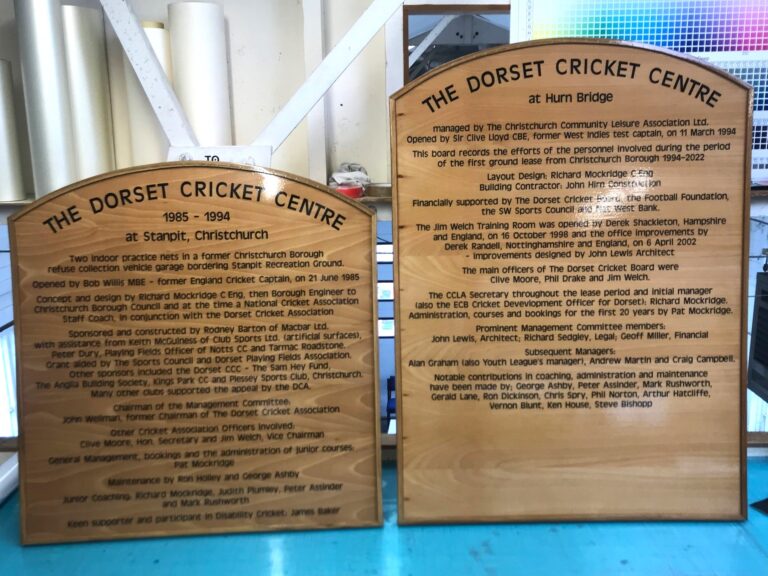 TO
THE DORSET CRICKET CENTRE
1985 - 1994
at Stanpit, Christchurch
Two indoor practice nets in a former Christchurch Borough
refuse collection vehicle garage bordering Stanpit Recreation Ground.
Opened by Bob Willis MBE - former England Cricket Captain, on 21 June 1985
Concept and design by Richard Mockridge C Eng, then Borough Engineer to
Christchurch Borough Council and at the time a National Cricket Association
Staff Coach, in conjunction with the Dorset Cricket Association
Sponsored and constructed by Rodney Barton of Macbar Ltd.
with assistance from Keith McGuiness of Club Sports Ltd. (artificial surfaces),
Peter Dury, Playing Fields Officer of Notts CC and Tarmac Roadstone.
Grant aided by The Sports Council and Dorset Playing Fields Association.
Other sponsors included the Dorset CCC - The Sam Hey Fund,
The Anglia Building Society, Kings Park CC and Plessey Sports Club, Christchurch.
Many other clubs supported the appeal by the DCA.
Chairman of the Management Committee:
John Wellman, former Chairman of The Dorset Cricket Association
Other Cricket Association Officers involved:
Clive Moore, Hon. Secretary and Jim Welch, Vice Chairman
General Management, bookings and the administration of junior courses:
Pat Mockridge
Maintenance by Ron Holley and George Ashby
Junior Coaching: Richard Mockridge, Judith Plumley, Peter Assinder
and Mark Rushworth
Keen supporter and participant in Disability Cricket: James Baker
THE DORSET CRICKET CENTRE
at Hurn Bridge
managed by The Christchurch Community Leisure Association Ltd.
Opened by Sir Clive Lloyd CBE, former West Indies test captain, on 11 March 1994
This board records the efforts of the personnel involved during the period
of the first ground lease from Christchurch Borough 1994-2022
Layout Design: Richard Mockridge C Eng
Building Contractor: John Hirn Construction
Financially supported by The Dorset Cricket Board, the Football Foundation,
the SW Sports Council and Nat West Bank.
The Jim Welch Training Room was opened by Derek Shackleton, Hampshire
and England, on 16 October 1998 and the office improvements by
Derek Randell, Nottinghamshire and England, on 6 April 2002
- improvements designed by John Lewis Architect
The main officers of The Dorset Cricket Board were
Clive Moore, Phil Drake and Jim Welch.
The CCLA Secretary throughout the lease period and initial manager
(also the ECB Cricket Development Officer for Dorset); Richard Mockridge.
Administration, courses and bookings for the first 20 years by Pat Mockridge.
Prominent Management Committee members:
John Lewis, Architect; Richard Sedgley, Legal; Geoff Miller, Financial
Subsequent Managers:
Alan Graham (also Youth League's manager), Andrew Martin and Craig Campbell.
Notable contributions in coaching, administration and maintenance
have been made by; George Ashby, Peter Assinder, Mark Rushworth,
Gerald Lane, Ron Dickinson, Chris Spry, Phil Norton, Arthur Hatcliffe,
Vernon Blunt, Ken House, Steve Bishopp